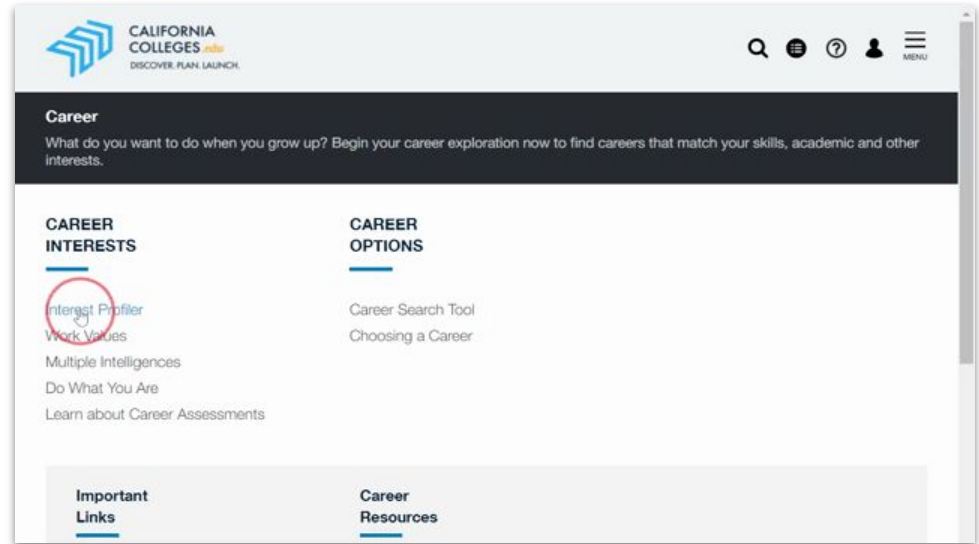 CALIFORNIA
COLLEGES.edu
DISCOVER. PLAN. LAUNCH.
MENU
Career
What do you want to do when you grow up? Begin your career exploration now to find careers that match your skills, academic and other
interests.
CAREER
INTERESTS
Interest Profiler
Work Values
Multiple Intelligences
Do What You Are
Learn about Career Assessments
CAREER
OPTIONS
Career Search Tool
Choosing a Career
Important
Links
Career
Resources